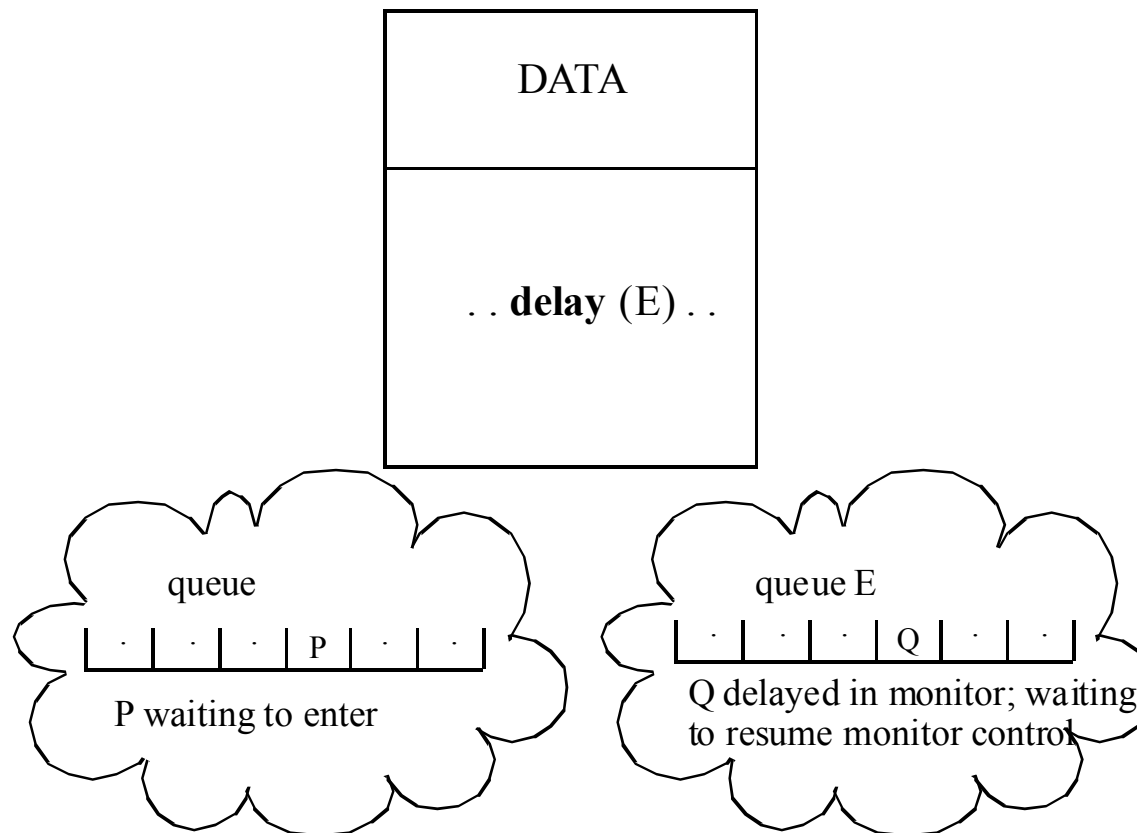 DATA
. . delay (E) . .
queue
. . . P . .
P waiting to enter
queue E
. . . Q . .
Q delayed in monitor; waiting
to resume monitor control